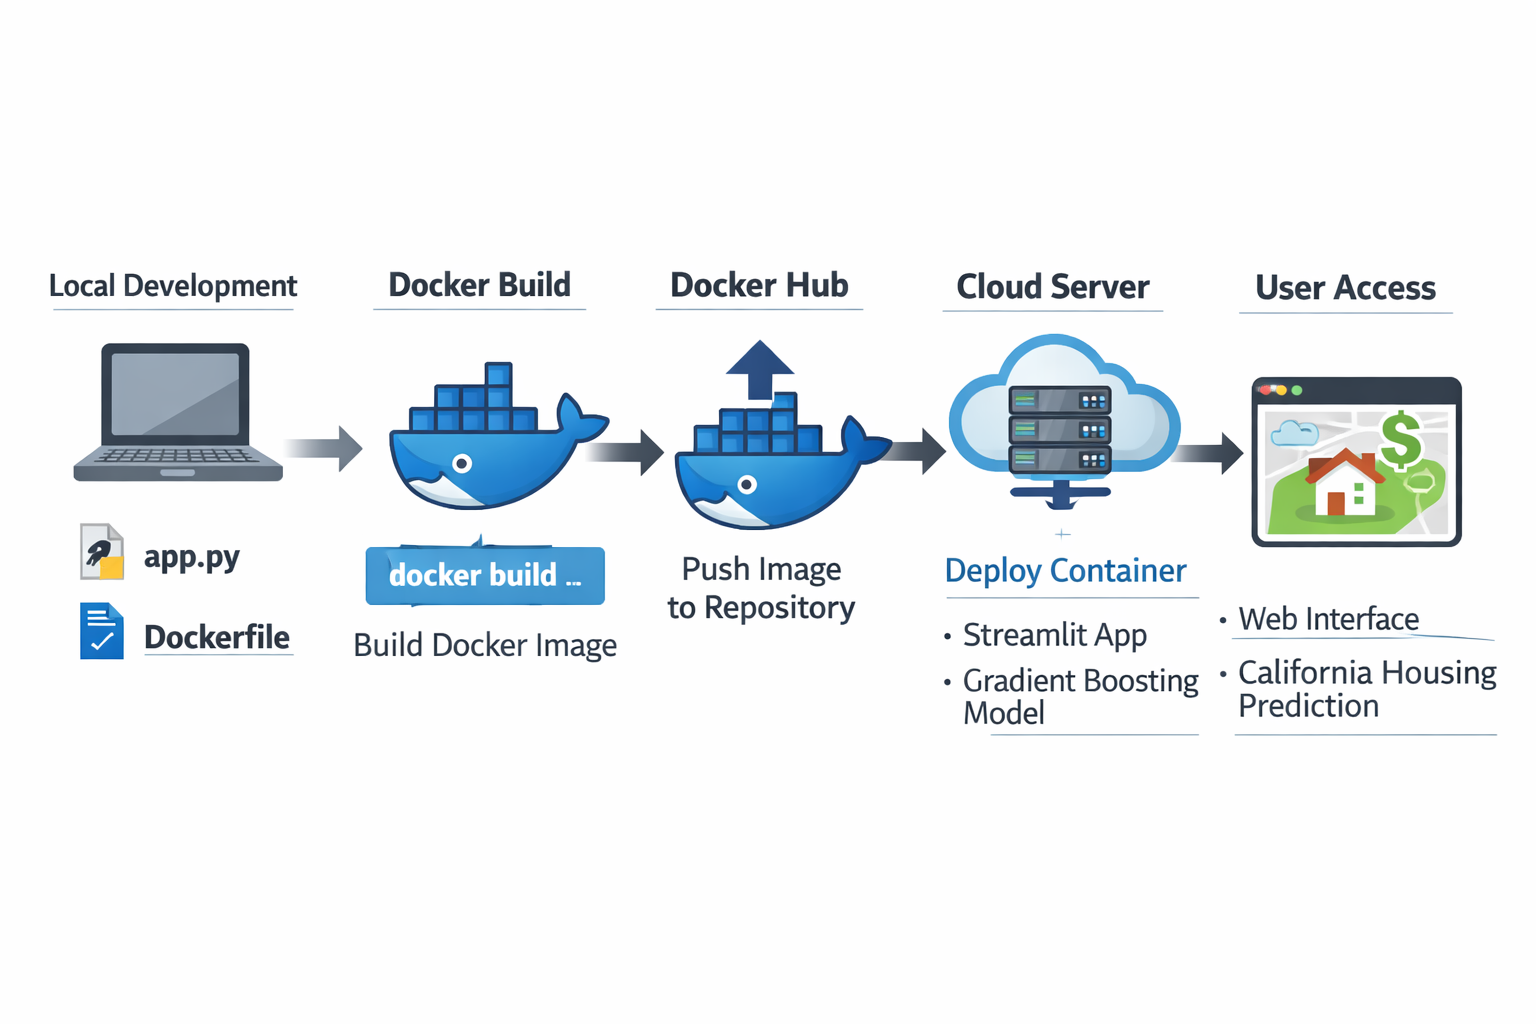 Local Development
app.py
Dockerfile
Docker Build
docker build ...
Build Docker Image
Docker Hub
Push Image
to Repository
Cloud Server
Deploy Container
• Streamlit App
• Gradient Boosting
Model
User Access
$
• Web Interface
• California Housing
Prediction